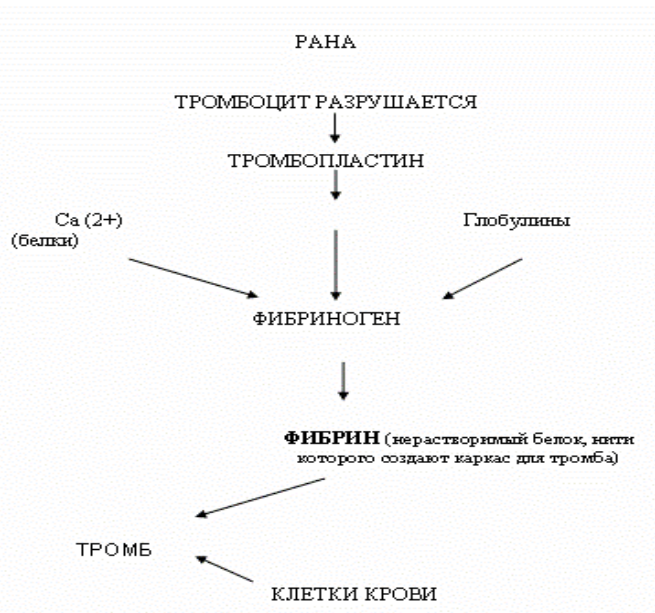 РАНА
ТРОМБОЦИТ РАЗРУШАЕТСЯ
ТРОМБОПЛАСТИН
Ca (2+)
(белки)
Глобулины
ФИБРИНОГЕН
ФИБРИН (нерастворимый белок, нити
которого создают каркас для тромба)
ТРОМБ
КЛЕТКИ КРОВИ